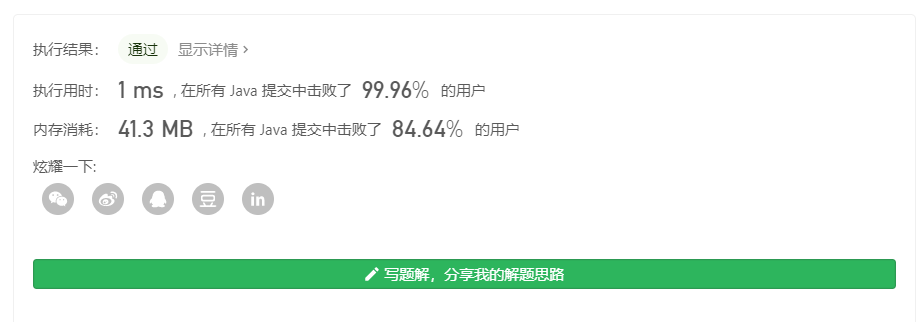 执行结果： 通过 显示详情 ›
执行用时： 1 ms , 在所有 Java 提交中击败了 99.96% 的用户
内存消耗： 41.3 MB , 在所有 Java 提交中击败了 84.64% 的用户
炫耀一下:
豆 in
写题解，分享我的解题思路